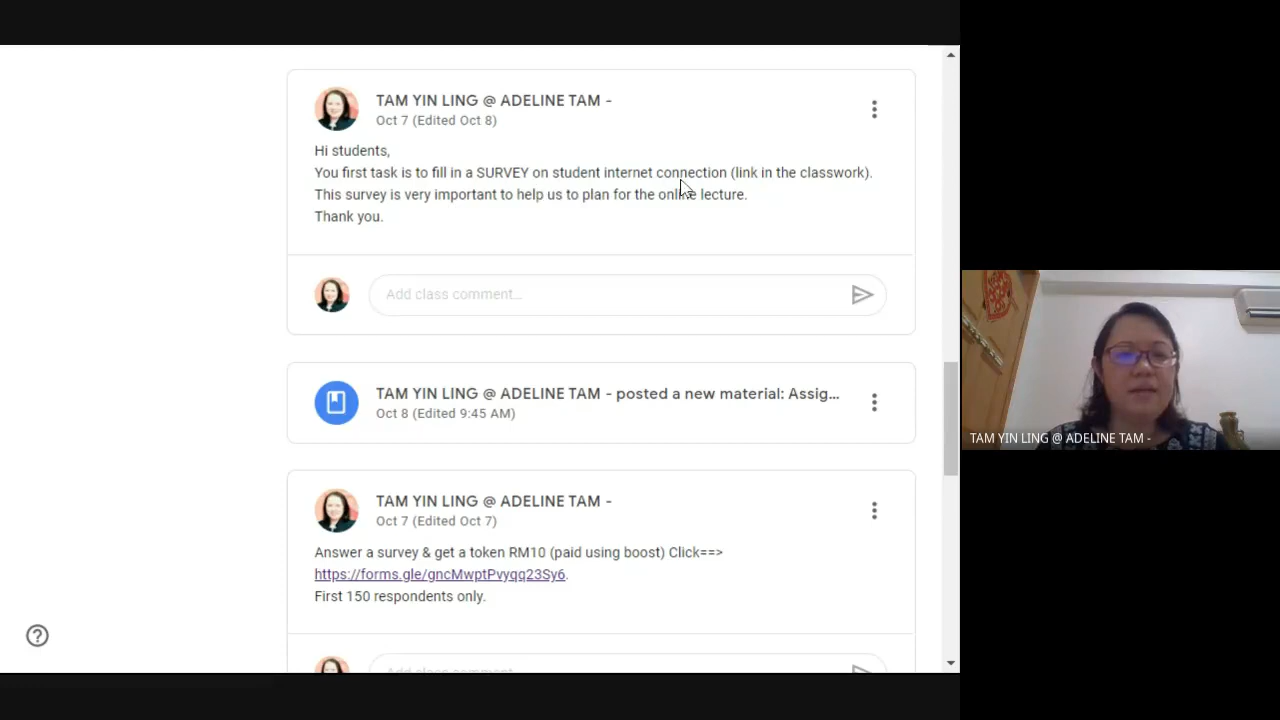 TAM YIN LING @ ADELINE TAM -
Oct 7 (Edited Oct 8)
Hi students,
You first task is to fill in a SURVEY on student internet connection (link in the classwork).
This survey is very important to help us to plan for the online lecture.
Thank you.
Add class comment...
TAM YIN LING @ ADELINE TAM - posted a new material: Assig...
Oct 8 (Edited 9:45 AM)
TAM YIN LING @ ADELINE TAM -
Oct 7 (Edited Oct 7)
Answer a survey & get a token RM10 (paid using boost) Click==>
https://forms.gle/gncMwptPvyqq23Sy6.
First 150 respondents only.
Add class comment
TAM YIN LING @ ADELINE TAM -